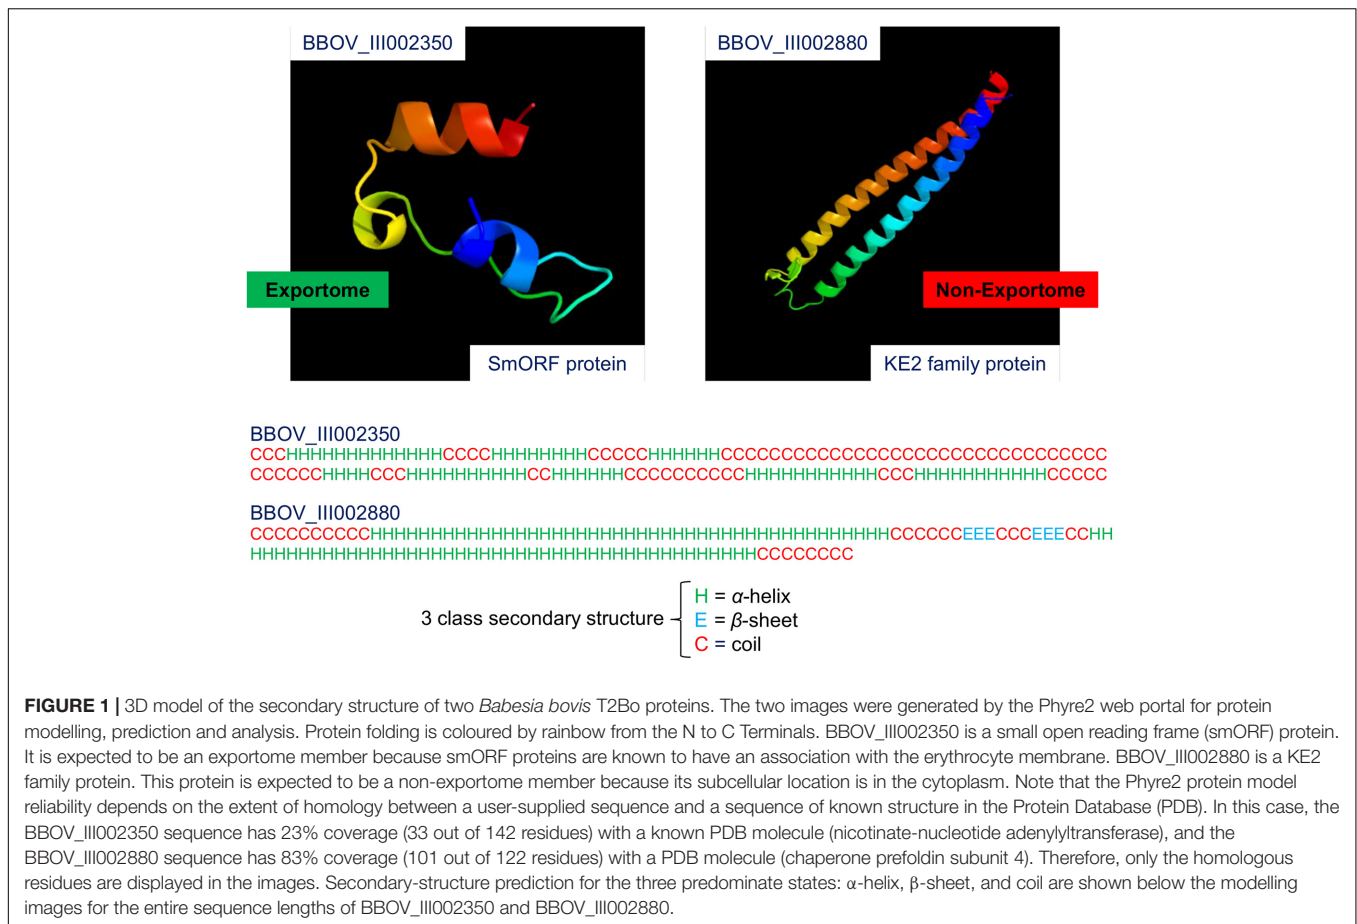 BBOV_III002350
BBOV_III002880
Exportome
Non-Exportome
SmORF protein
KE2 family protein
BBOV_III002350
CCCHHHHHHHHHHHHHCCCCHHHHHHHHCCCCCHHHHHHCCCCCCCCCCCCCCCCCCCCCCCCCCCCCCCC
CCCCCCHHHHCCCHHHHHHHHHHCCHHHHHHCCCCCCCCCCHHHHHHHHHHHCCCHHHHHHHHHHHCCCCC
BBOV_III002880
CCCCCCCCCCHHHHHHHHHHHHHHHHHHHHHHHHHHHHHHHHHHHHHHHHHHHCCCCCCEEECCCEEECCHH
HHHHHHHHHHHHHHHHHHHHHHHHHHHHHHHHHHHHHHHHHHCCCCCCCC
3 class secondary structure
H = α-helix
E = β-sheet
C = coil
FIGURE 1 | 3D model of the secondary structure of two Babesia bovis T2Bo proteins. The two images were generated by the Phyre2 web portal for protein
modelling, prediction and analysis. Protein folding is coloured by rainbow from the N to C Terminals. BBOV_III002350 is a small open reading frame (smORF) protein.
It is expected to be an exportome member because smORF proteins are known to have an association with the erythrocyte membrane. BBOV_III002880 is a KE2
family protein. This protein is expected to be a non-exportome member because its subcellular location is in the cytoplasm. Note that the Phyre2 protein model
reliability depends on the extent of homology between a user-supplied sequence and a sequence of known structure in the Protein Database (PDB). In this case, the
BBOV_III002350 sequence has 23% coverage (33 out of 142 residues) with a known PDB molecule (nicotinate-nucleotide adenylyltransferase), and the
BBOV_III002880 sequence has 83% coverage (101 out of 122 residues) with a PDB molecule (chaperone prefoldin subunit 4). Therefore, only the homologous
residues are displayed in the images. Secondary-structure prediction for the three predominate states: α-helix, β-sheet, and coil are shown below the modelling
images for the entire sequence lengths of BBOV_III002350 and BBOV_III002880.